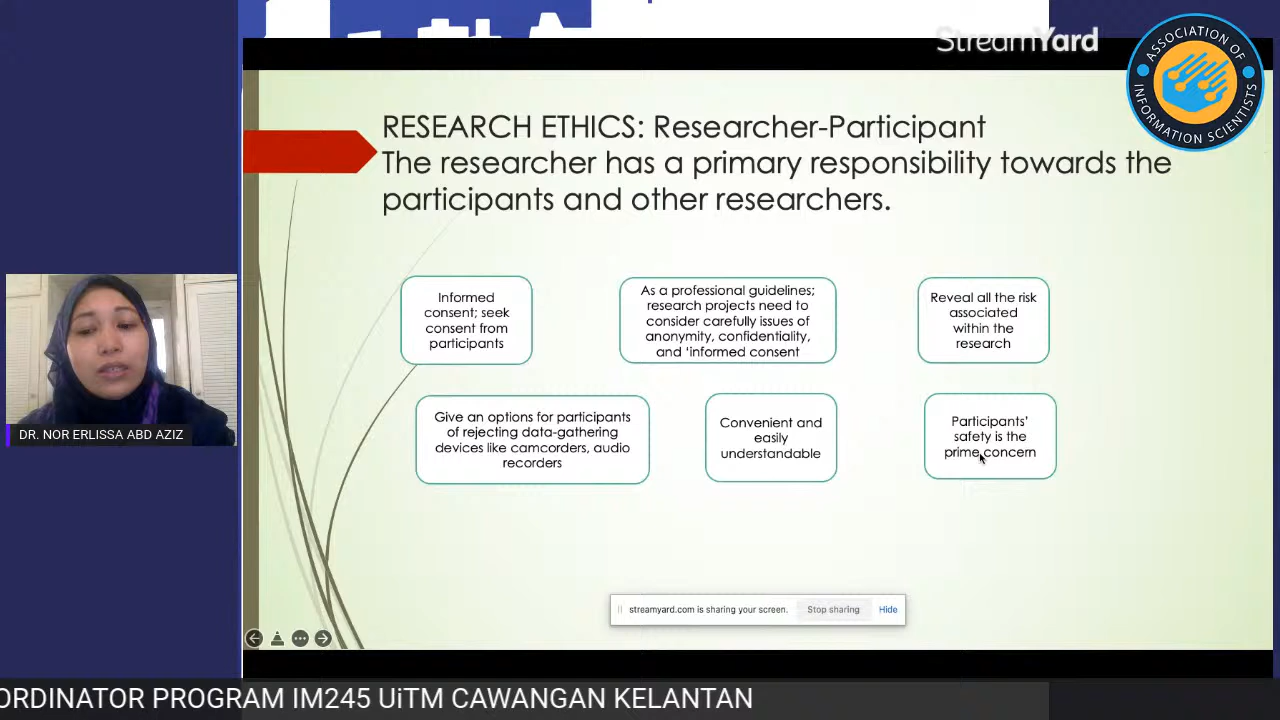 StreamYard
ASSOCIATION OF
INFORMATION SCIENTISTS
RESEARCH ETHICS: Researcher-Participant
The researcher has a primary responsibility towards the
participants and other researchers.
Informed
consent; seek
consent from
participants
As a professional guidelines;
research projects need to
consider carefully issues of
anonymity, confidentiality,
and ‘informed consent
Reveal all the risk
associated
within the
research
Give an options for participants
of rejecting data-gathering
devices like camcorders, audio
recorders
Convenient and
easily
understandable
Participants’
safety is the
prime concern
DR. NOR ERLISSA ABD AZIZ
streamyard.com is sharing your screen.
Stop sharing
Hide
ORDINATOR PROGRAM IM245 UiTM CAWANGAN KELANTAN